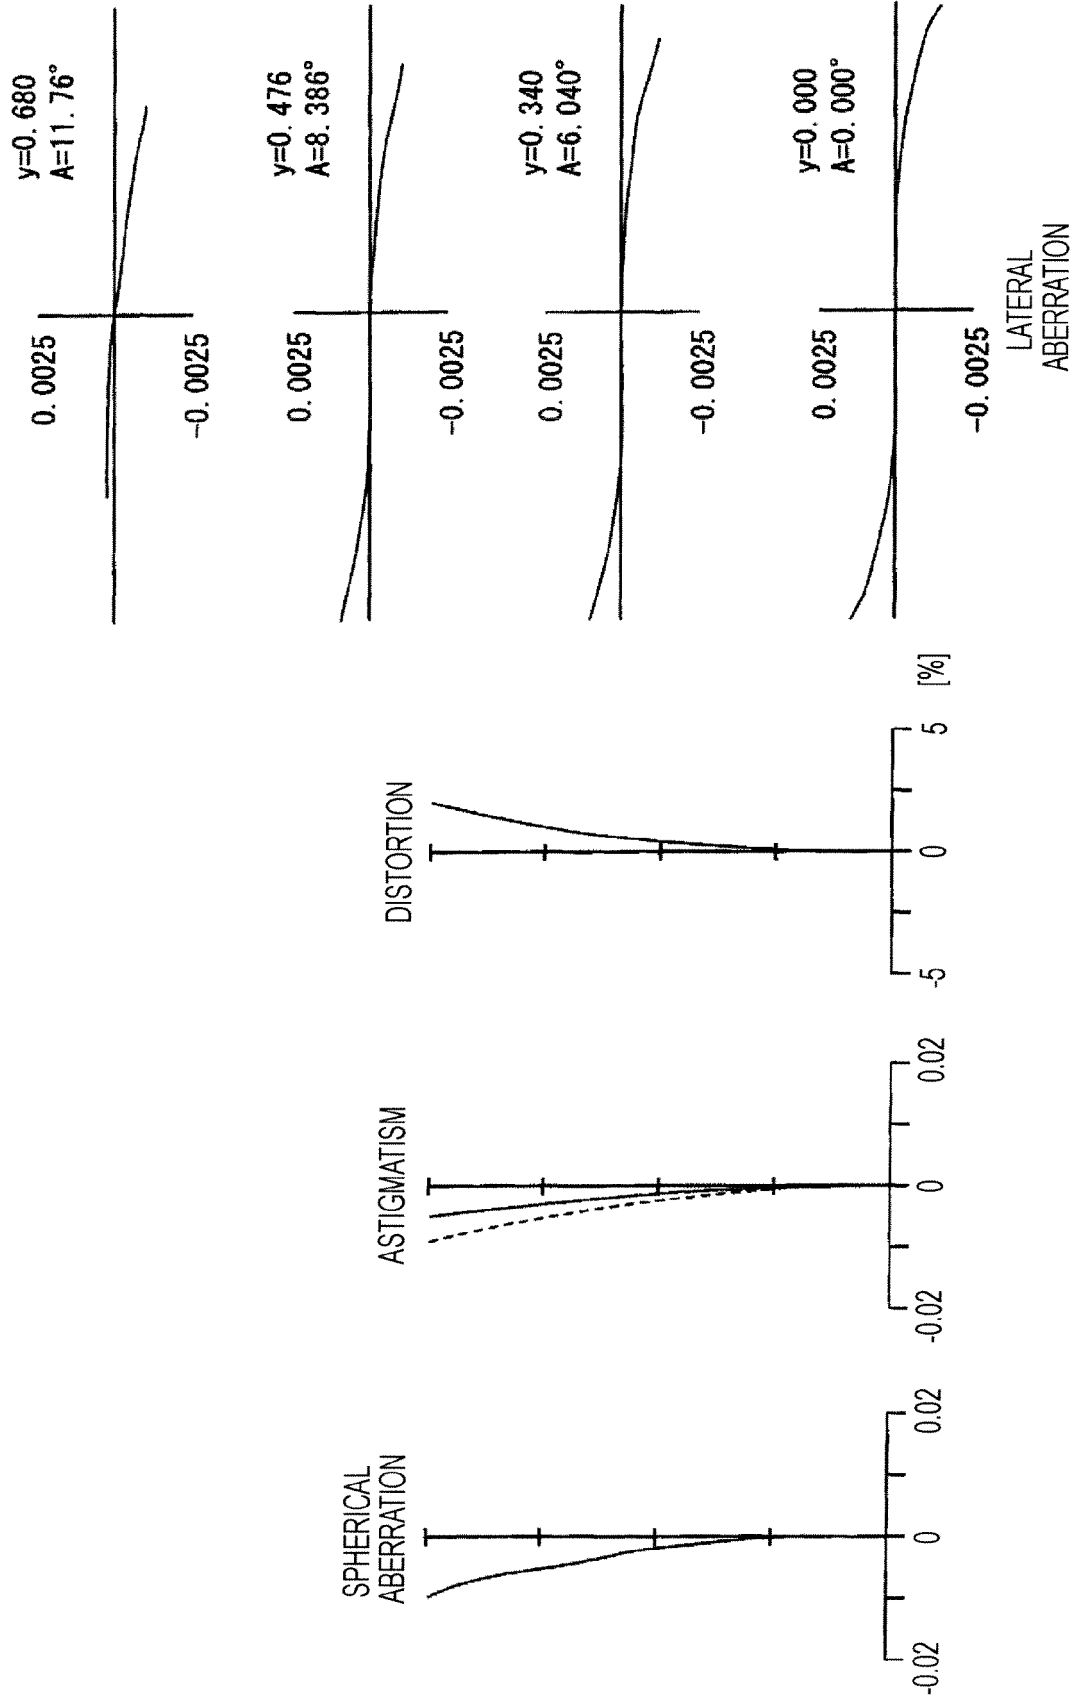 SPHERICAL
ABERRATION
-0.02
0
0.02
ASTIGMATISM
-0.02
0
0.02
DISTORTION
-5
0
5
[%]
y=0.680
A=11.76°
0.0025
-0.0025
y=0.476
A=8.386°
0.0025
-0.0025
y=0.340
A=6.040°
0.0025
-0.0025
y=0.000
A=0.000°
0.0025
-0.0025
LATERAL
ABERRATION